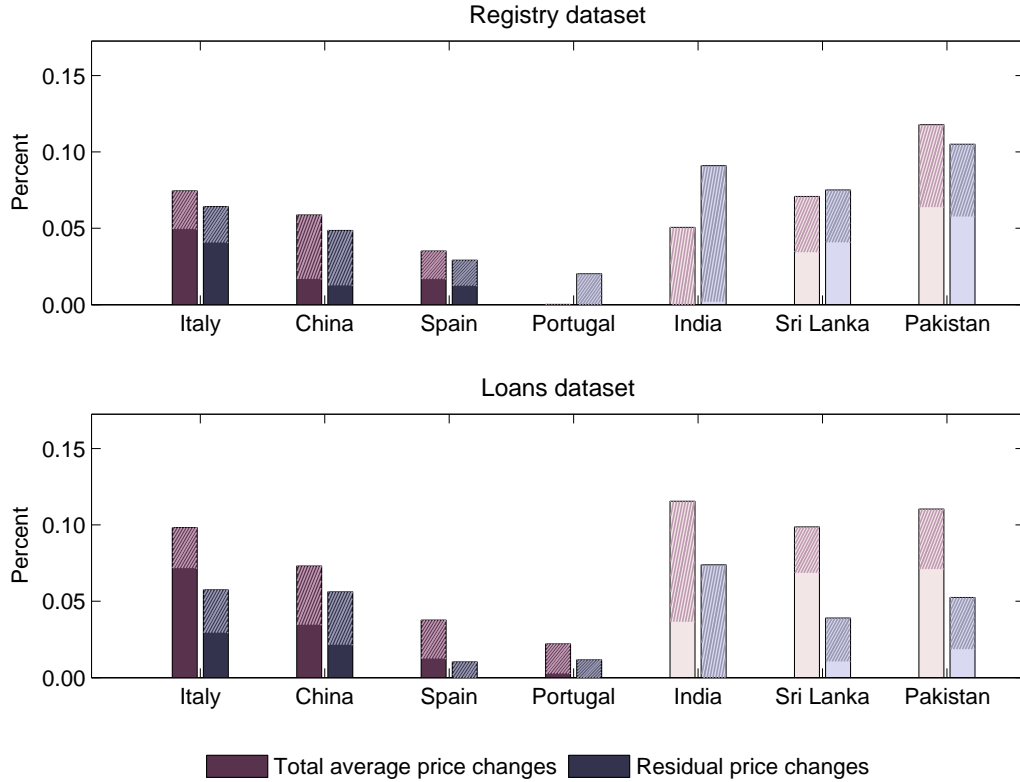 Registry dataset
Percent
0.15
0.10
0.05
0.00
Italy China Spain Portugal India Sri Lanka Pakistan
Loans dataset
Percent
0.15
0.10
0.05
0.00
Italy China Spain Portugal India Sri Lanka Pakistan
Total average price changes Residual price changes